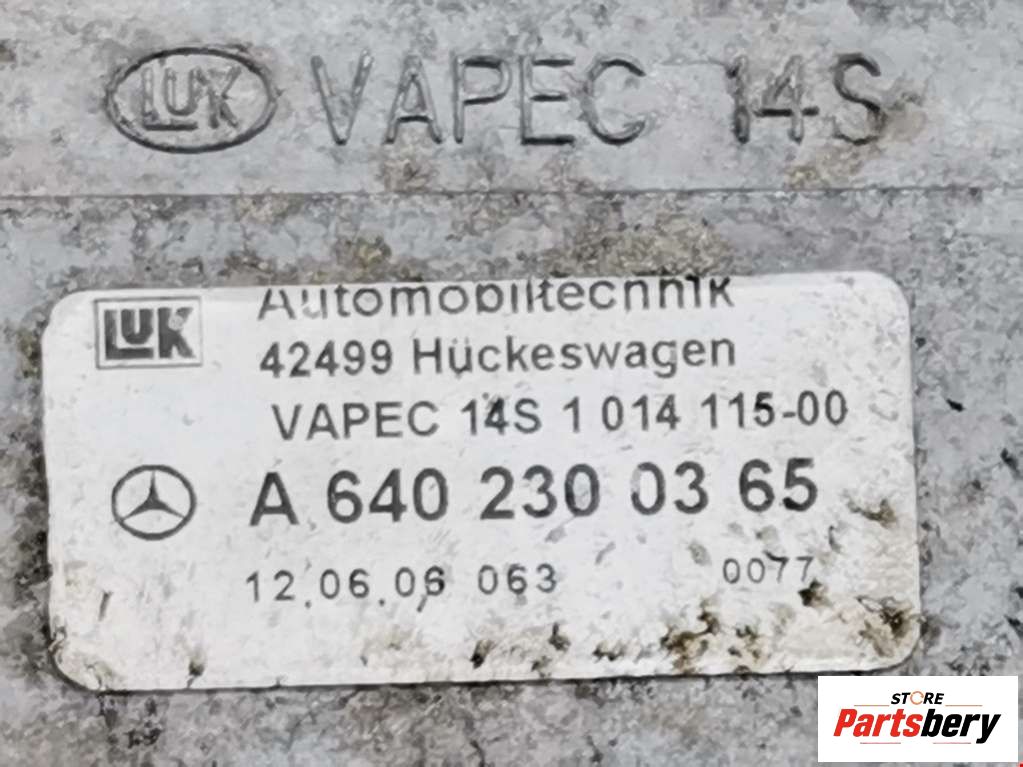 LUK VAPEC 14S
LUK Automobiltechnik
42499 Hückeswagen
VAPEC 14S 1 014 115-00
A 640 230 03 65
12.06.06 063 0077
STORE
Partsbery